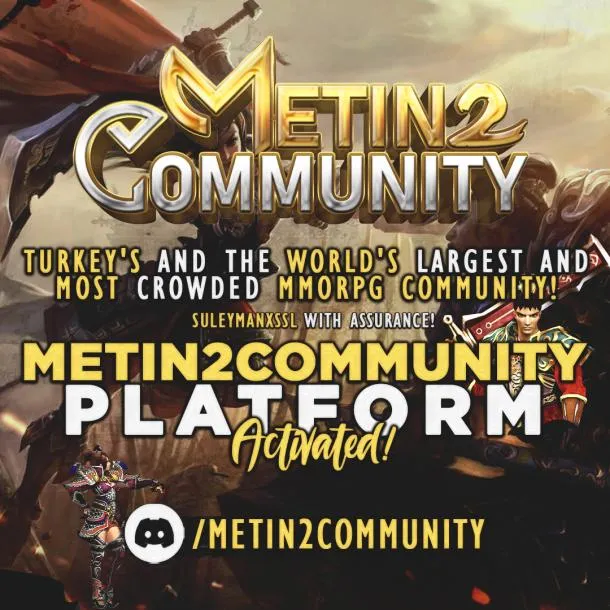 METIN2
COMMUNITY
TURKEY'S AND THE WORLD'S LARGEST AND
MOST CROWDED MMORPG COMMUNITY!
SULEYMANXSSL WITH ASSURANCE!
METIN2COMMUNITY
PLATFORM
Activated!
/METIN2COMMUNITY